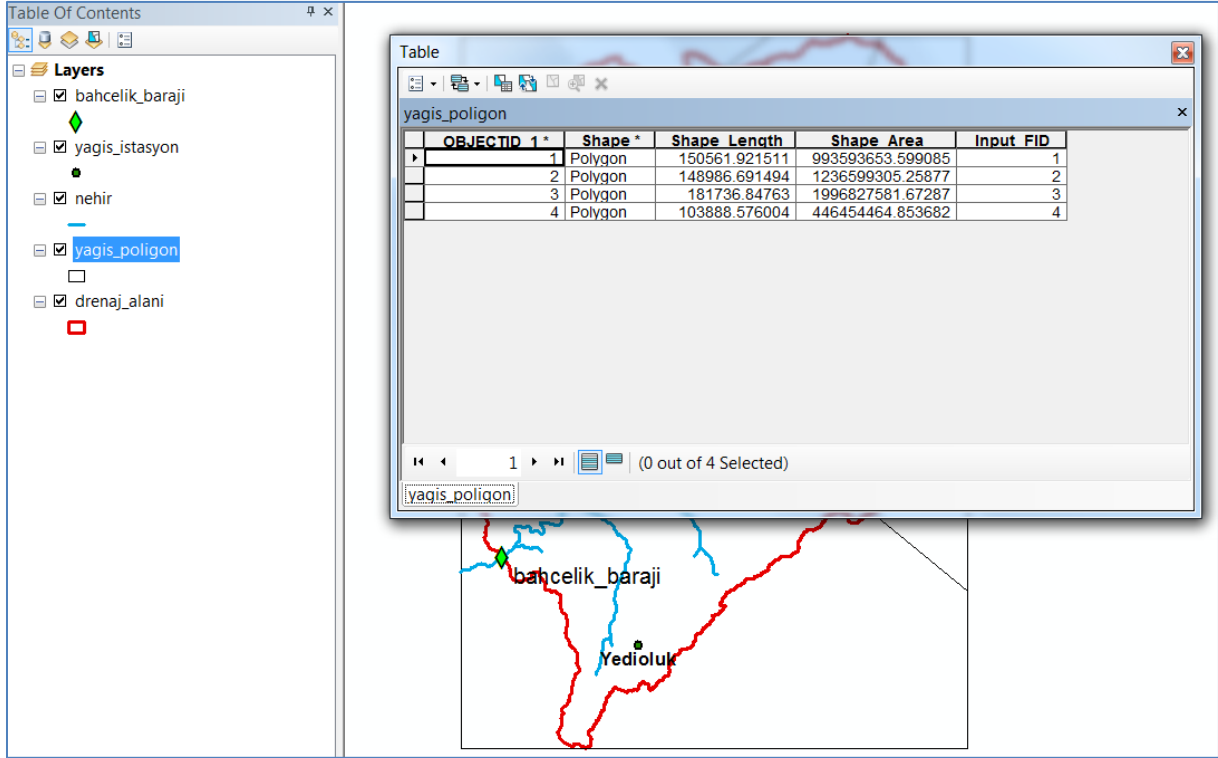 Table Of Contents
Layers
bahcelik_baraji
yagis_istasyon
nehir
yagis_poligon
drenaj_alani
Table
yagis_poligon
OBJECTID_1 * Shape * Shape_Length Shape_Area Input_FID
1 Polygon 150561.921511 993593653.599085 1
2 Polygon 148986.691494 1236599305.25877 2
3 Polygon 181736.84763 1996827581.67287 3
4 Polygon 103888.576004 446454464.853682 4
1 (0 out of 4 Selected)
yagis_poligon
bahcelik_baraji
Yedioluk